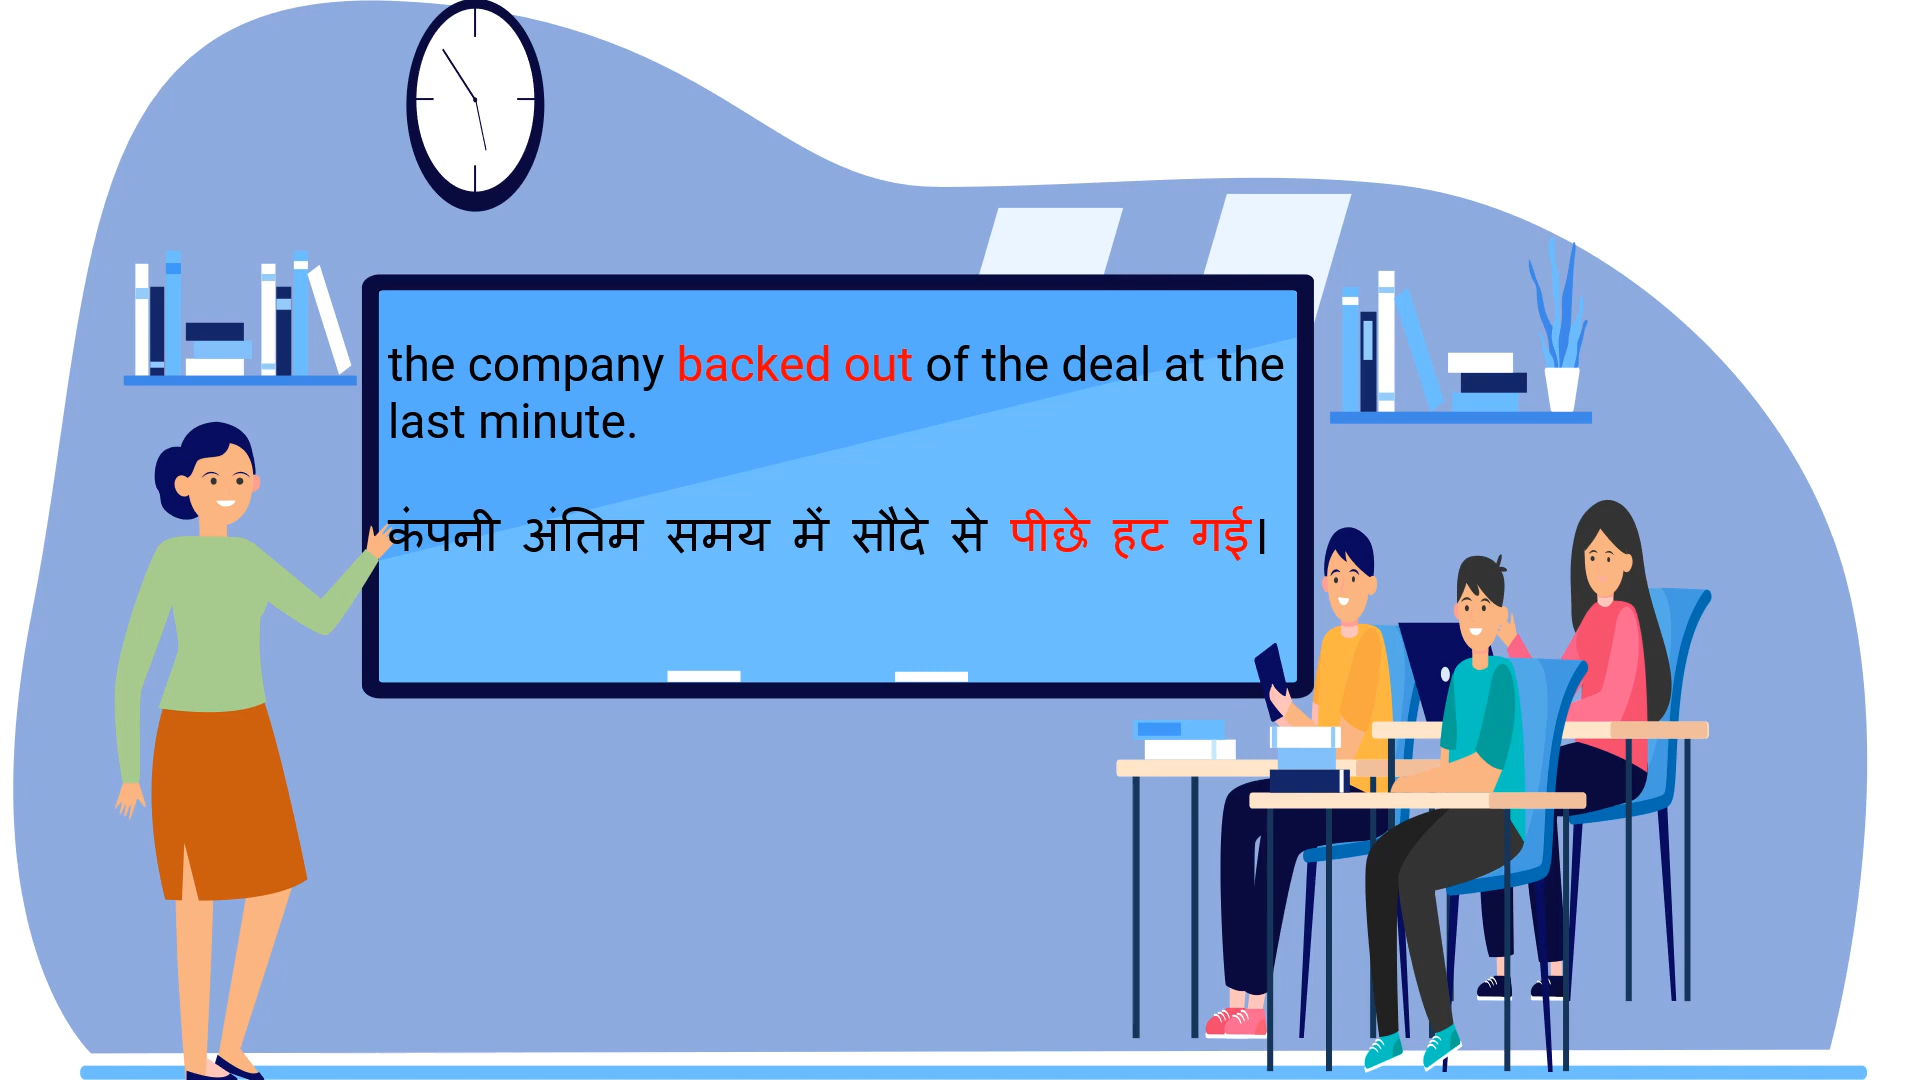 the company backed out of the deal at the
last minute.
कंपनी अंतिम समय में सौदे से पीछे हट गई।